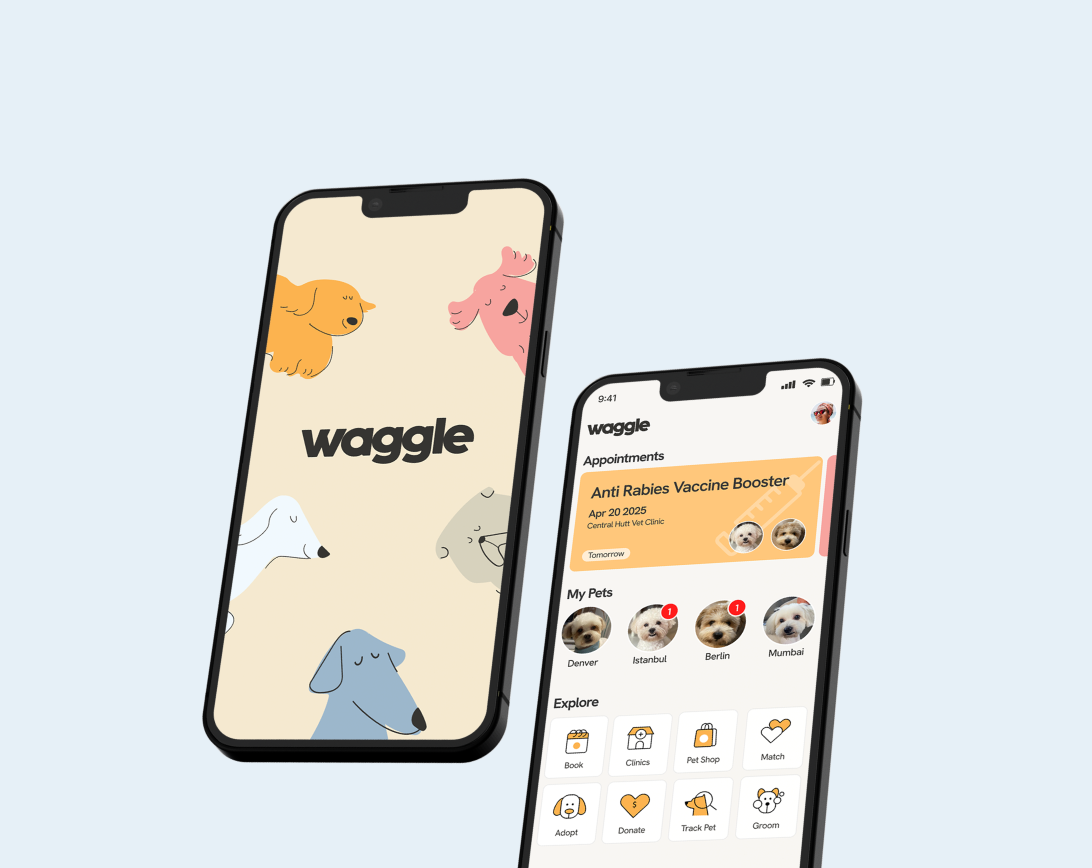 waggle
9:41
waggle
Appointments
Anti Rabies Vaccine Booster
Apr 20 2025
Central Hutt Vet Clinic
Tomorrow
My Pets
1
1
Denver
Istanbul
Berlin
Mumbai
Explore
Book
Clinics
Pet Shop
Match
$
Adopt
Donate
Track Pet
Groom